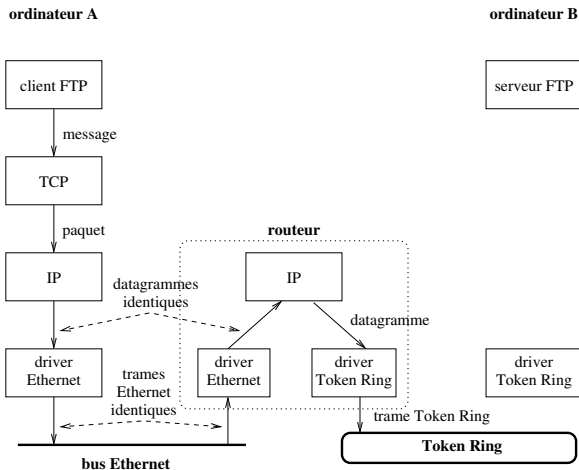 ordinateur A
ordinateur B
client FTP
serveur FTP
message
TCP
paquet
routeur
IP
IP
datagrammes
identiques
datagramme
driver
Ethernet
trames
Ethernet
identiques
driver
Ethernet
driver
Token Ring
driver
Token Ring
trame Token Ring
Token Ring
bus Ethernet